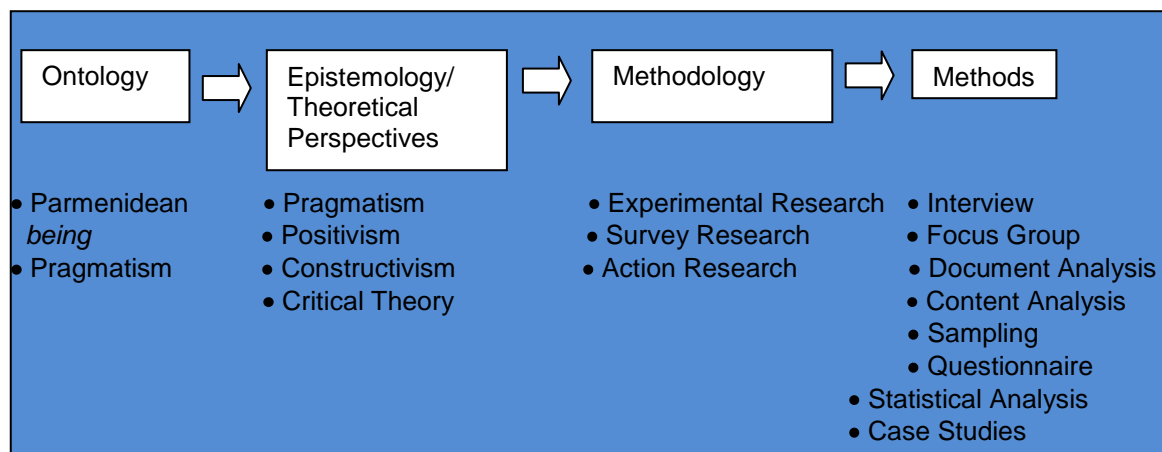 Ontology
Epistemology/
Theoretical
Perspectives
Methodology
Methods
• Parmenidean
being
• Pragmatism
• Pragmatism
• Positivism
• Constructivism
• Critical Theory
• Experimental Research
• Survey Research
• Action Research
• Interview
• Focus Group
• Document Analysis
• Content Analysis
• Sampling
• Questionnaire
• Statistical Analysis
• Case Studies